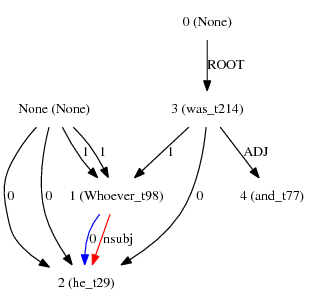 0 (None)
ROOT
None (None)
3 (was_t214)
1 1 1 ADJ
1 (Whoever_t98)
4 (and_t77)
0 0 0 nsubj 0
2 (he_t29)